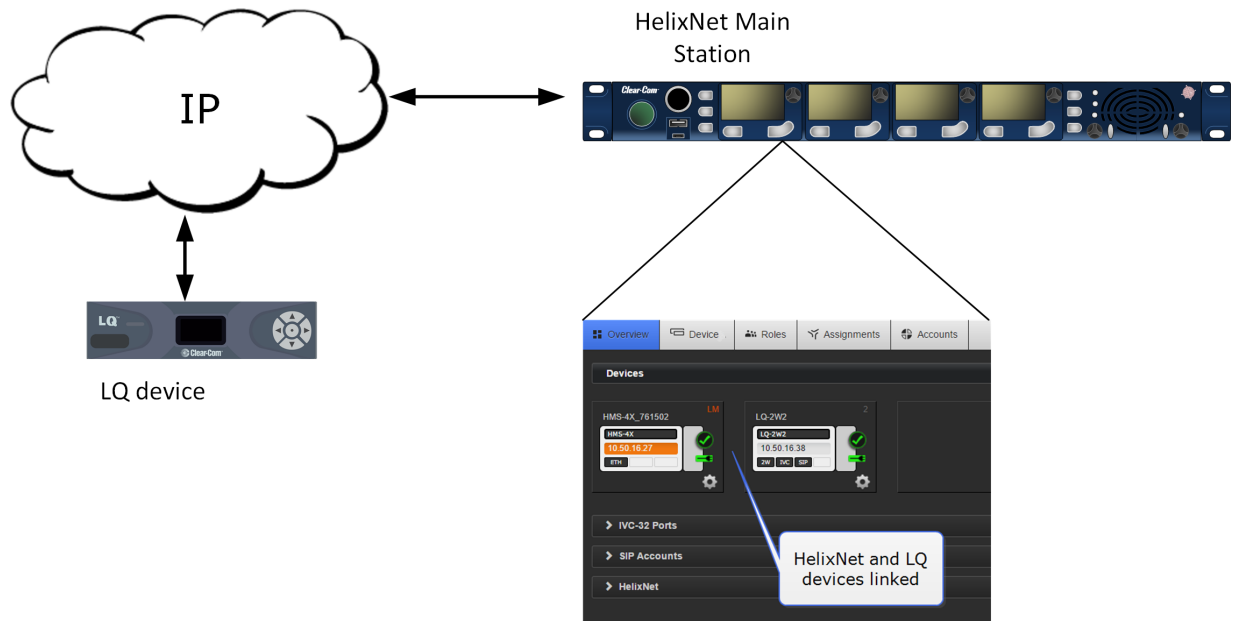 HelixNet Main
Station
IP
Clear-Com
LQ
Clear-Com
LQ device
Overview Device Roles Assignments Accounts
Devices
HMS-4X_761502 LM
HMS-4X
10.50.16.27
ETH
LQ-2W2 2
LQ-2W2
10.50.16.38
2W IVC SIP
IVC-32 Ports
SIP Accounts
HelixNet
HelixNet and LQ
devices linked